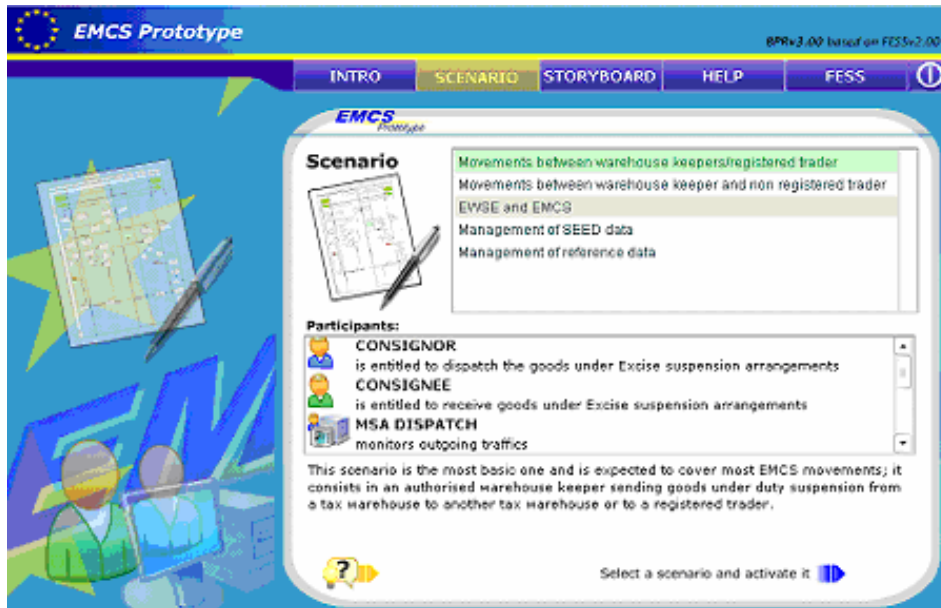 EMCS Prototype
BPRv3.00 based on FESSv2.00
INTRO
SCENARIO
STORYBOARD
HELP
FESS
EMCS
Prototype
Scenario
Movements between warehouse keepers/registered trader
Movements between warehouse keeper and non registered trader
EWSE and EMCS
Management of SEED data
Management of reference data
Participants:
CONSIGNOR
is entitled to dispatch the goods under Excise suspension arrangements
CONSIGNEE
is entitled to receive goods under Excise suspension arrangements
MSA DISPATCH
monitors outgoing traffics
This scenario is the most basic one and is expected to cover most EMCS movements; it
consists in an authorised warehouse keeper sending goods under duty suspension from
a tax warehouse to another tax warehouse or to a registered trader.
?
Select a scenario and activate it
EM